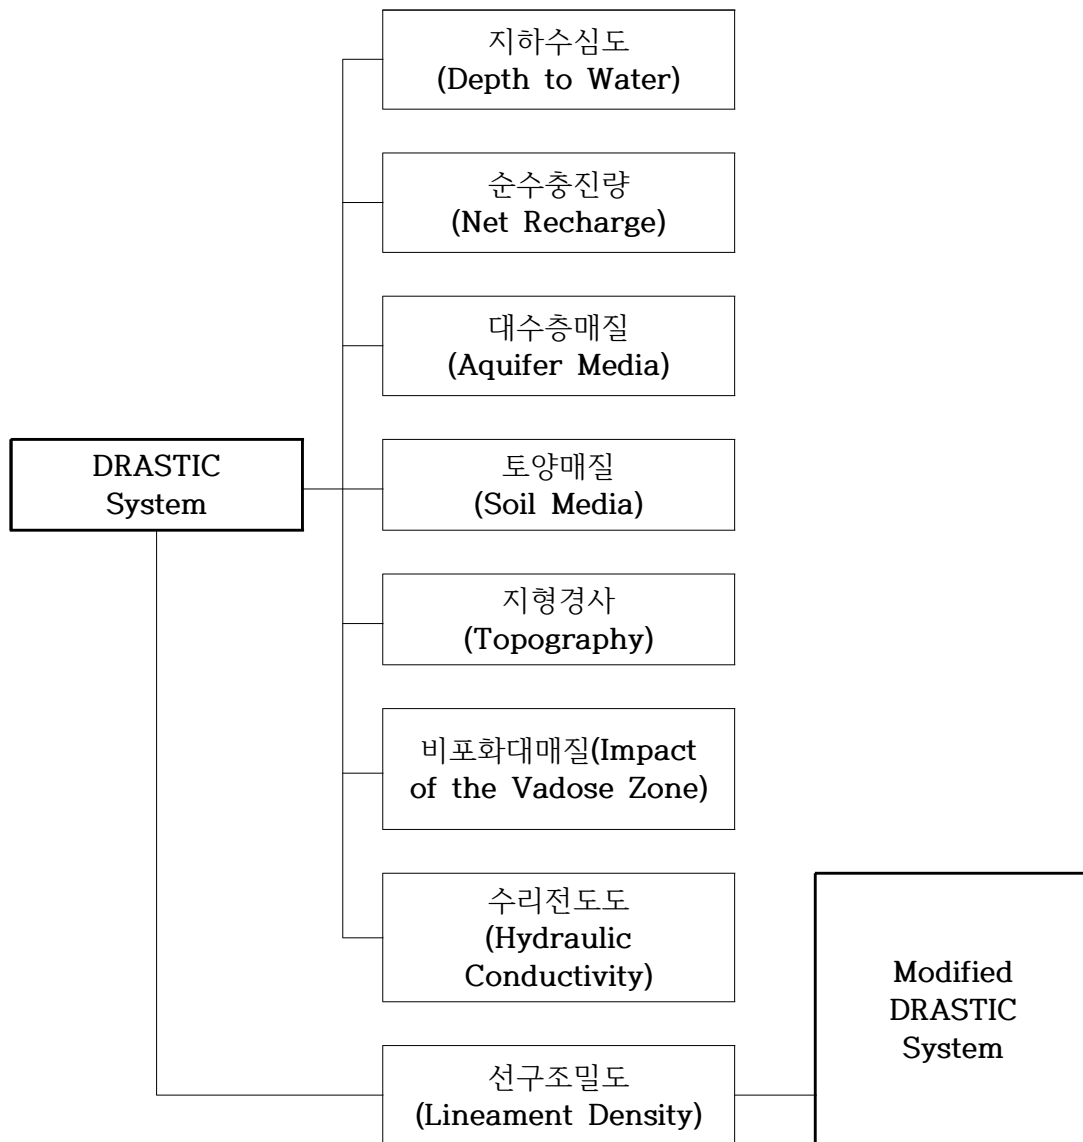 지하수심도
(Depth to Water)
순수충진량
(Net Recharge)
대수층매질
(Aquifer Media)
DRASTIC
System
토양매질
(Soil Media)
지형경사
(Topography)
비포화대매질(Impact
of the Vadose Zone)
수리전도도
(Hydraulic
Conductivity)
Modified
DRASTIC
System
선구조밀도
(Lineament Density)